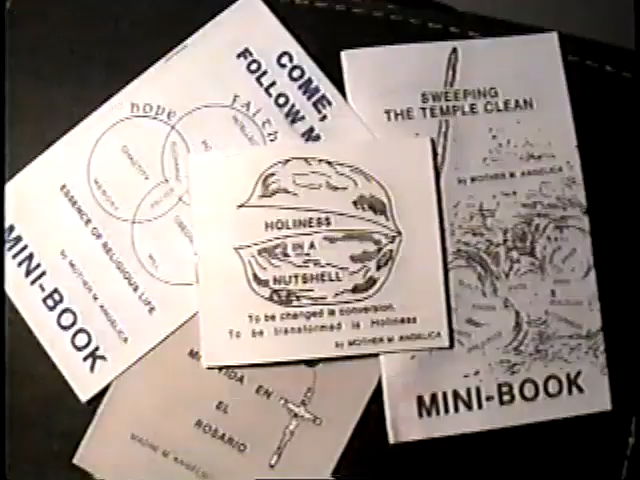 COME,
FOLLOW M
hope
faith
ESSENCE OF RELIGIOUS LIFE
by MOTHER M. ANGELICA
MINI-BOOK
SWEEPING
THE TEMPLE CLEAN
by MOTHER M. ANGELICA
MINI-BOOK
HOLINESS
IN A
NUTSHELL
To be changed is conversion.
To be transformed is Holiness
by MOTHER M. ANGELICA
VIDA EN
EL
ROSARIO